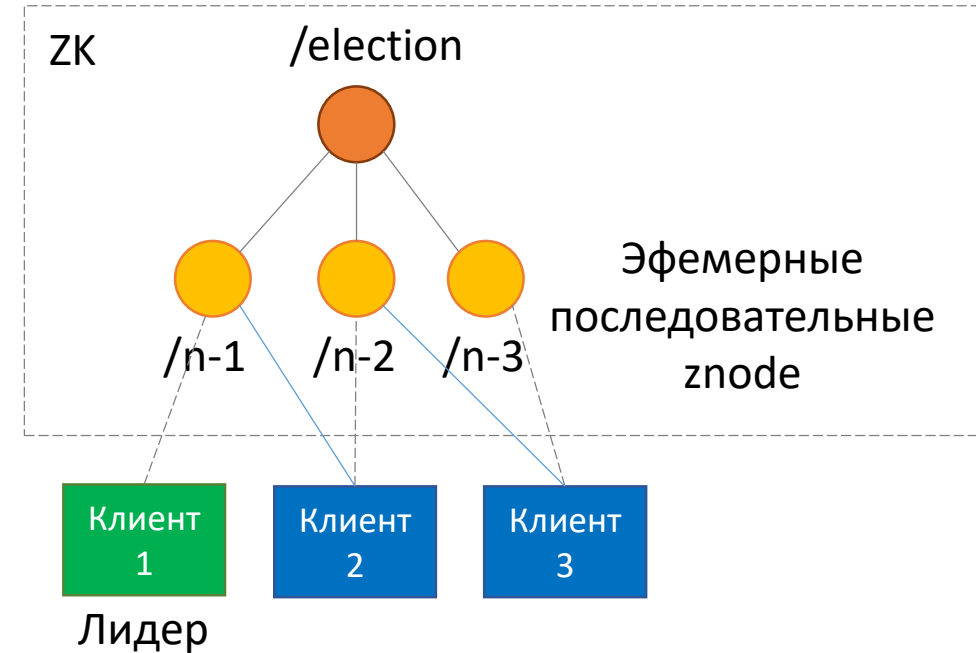 ZK
/election
Эфемерные
последовательные
znode
/n-1
/n-2
/n-3
Клиент
1
Клиент
2
Клиент
3
Лидер